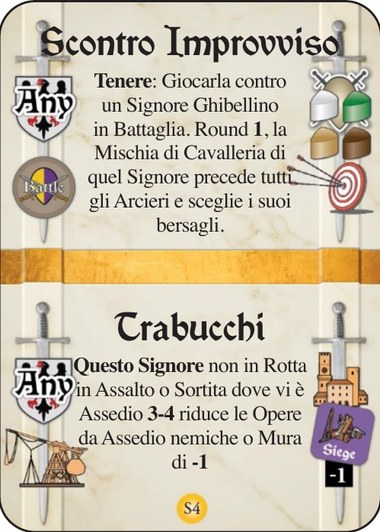 Scontro Improvviso
Any
Battle
Tenere: Giocarla contro
un Signore Ghibellino
in Battaglia. Round 1, la
Mischia di Cavalleria di
quel Signore precede tutti
gli Arcieri e sceglie i suoi
bersagli.
Trabucchi
Any
Questo Signore non in Rotta
in Assalto o Sortita dove vi è
Assedio 3-4 riduce le Opere
da Assedio nemiche o Mura
di -1
Siege
-1
S4